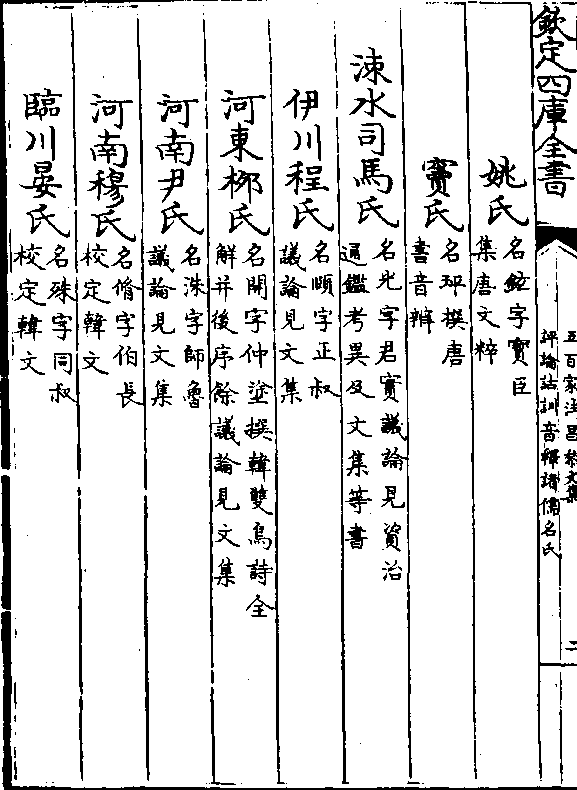 欽定四庫全書
五百家注昌黎文集
評論詁訓音釋諸儒名氏
二
姚氏
名鉉字寶臣
集唐文粹
竇氏
名苹撰唐
書音辨
涑水司馬氏
名光字君實議論見資治
通鑑考異及文集等書
伊川程氏
名頤字正叔
議論見文集
河東柳氏
名開字仲塗撰韓雙鳥詩全
解并後序餘議論見文集
河南尹氏
名洙字師魯
議論見文集
河南穆氏
名脩字伯長
校定韓文
臨川晏氏
名殊字同叔
校定韓文